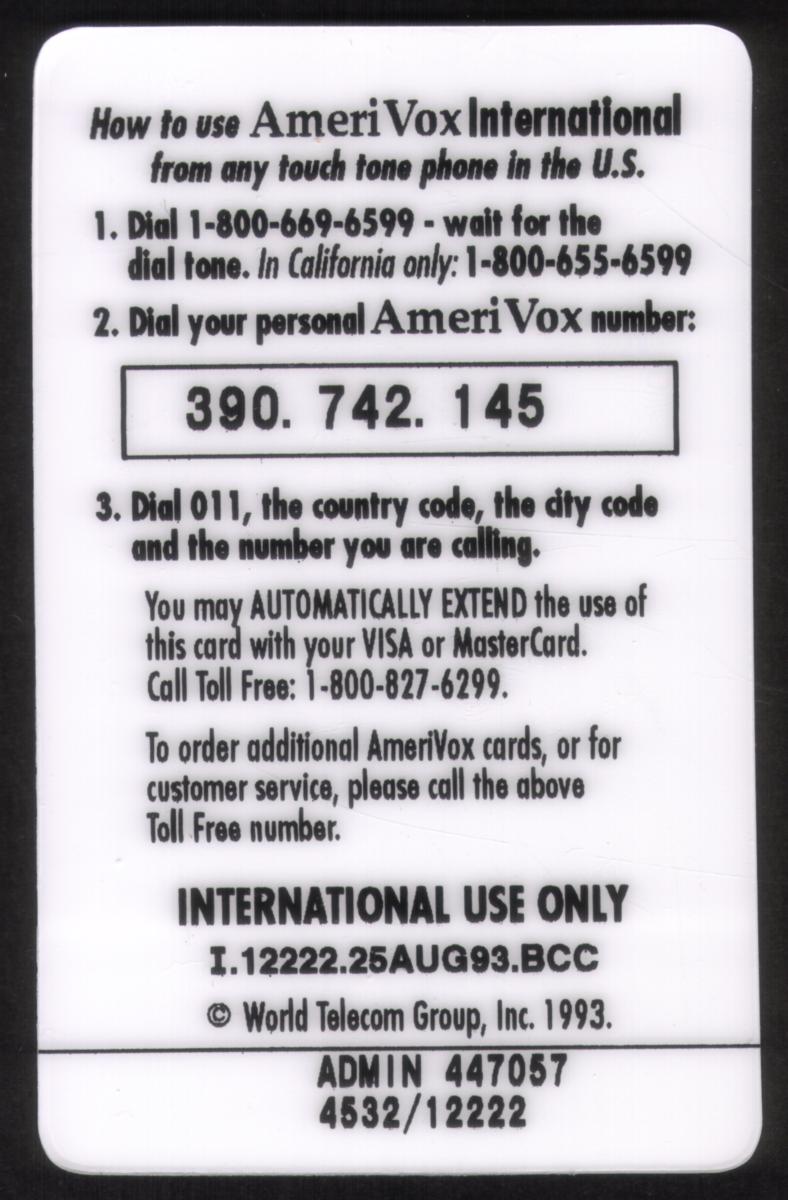 How to use AmeriVox International
from any touch tone phone in the U.S.
1. Dial 1-800-669-6599 - wait for the
dial tone. In California only: 1-800-655-6599
2. Dial your personal AmeriVox number:
390. 742. 145
3. Dial 011, the country code, the city code
and the number you are calling.
You may AUTOMATICALLY EXTEND the use of
this card with your VISA or MasterCard.
Call Toll Free: 1-800-827-6299.
To order additional AmeriVox cards, or for
customer service, please call the above
Toll Free number.
INTERNATIONAL USE ONLY
I.12222.25AUG93.BCC
© World Telecom Group, Inc. 1993.
ADMIN 447057
4532/12222